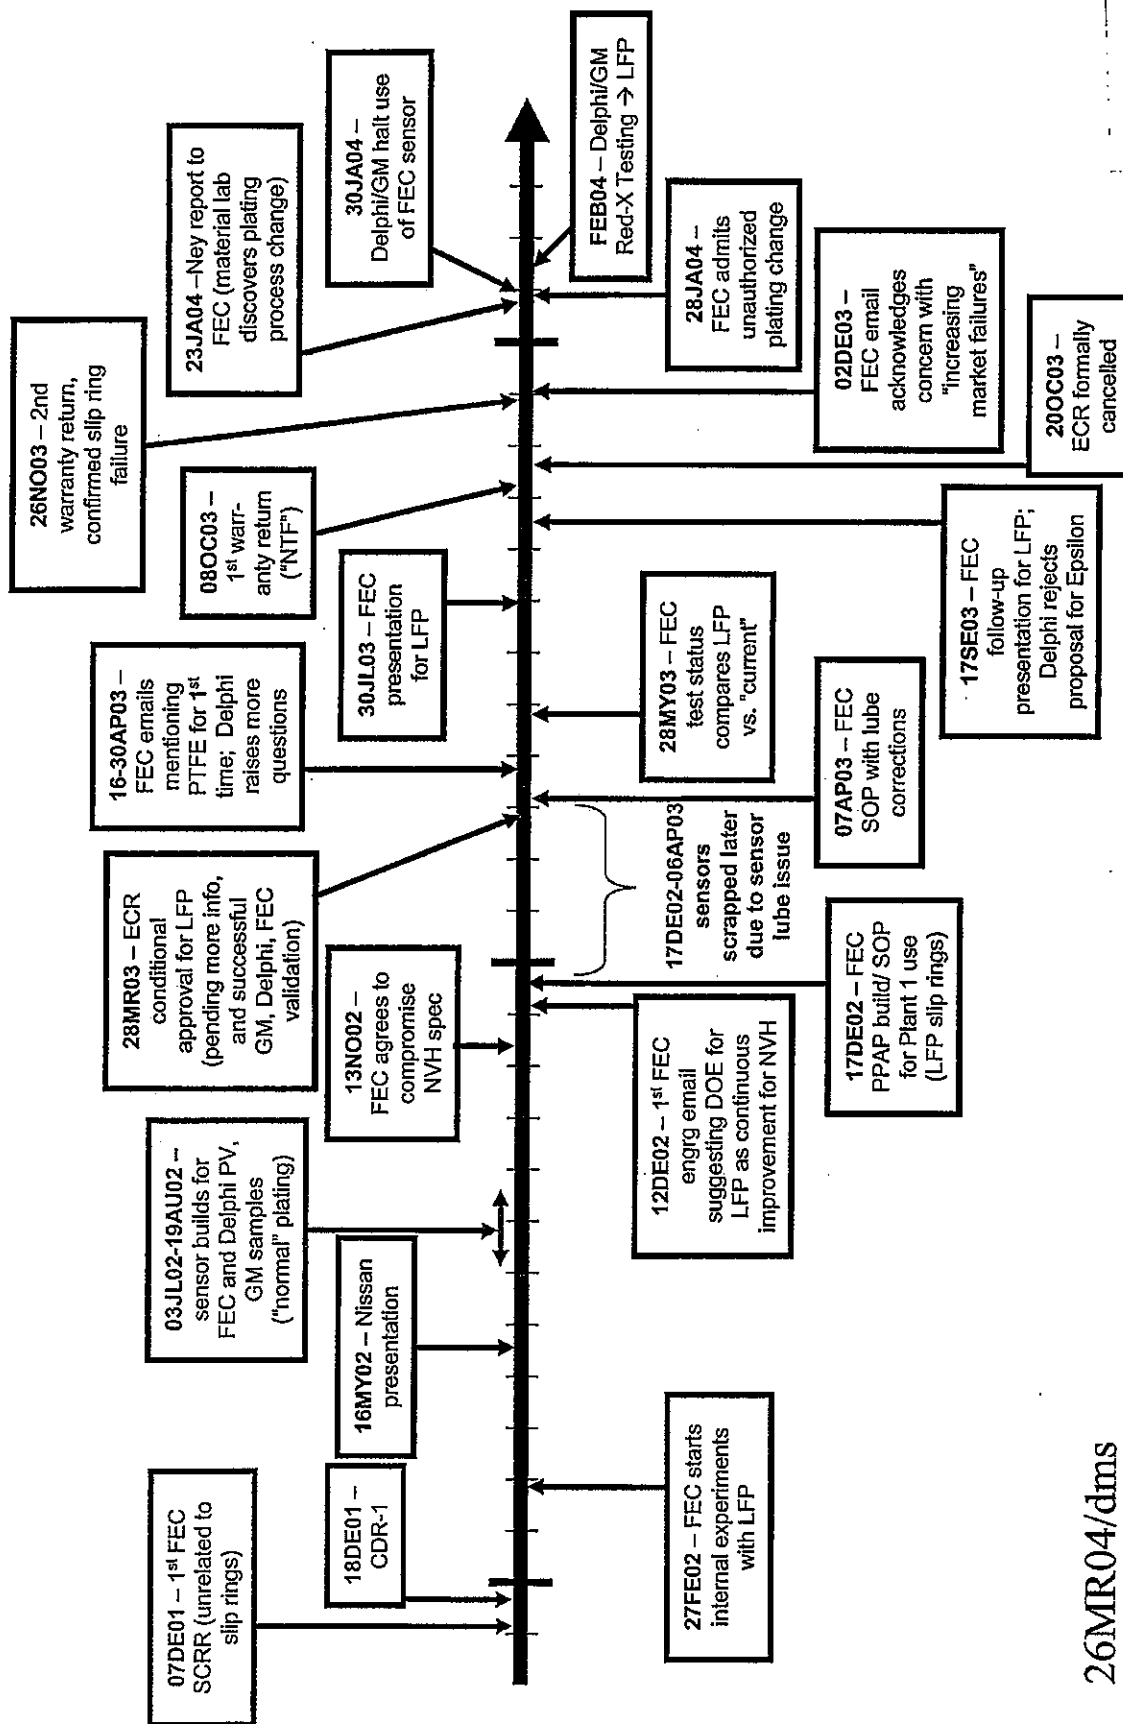 07DE01 – 1st FEC
SCRR (unrelated to
slip rings)
18DE01 –
CDR-1
16MY02 – Nissan
presentation
03JL02-19AU02 –
sensor builds for
FEC and Delphi PV,
GM samples
("normal" plating)
13NO02 –
FEC agrees to
compromise
NVH spec
28MR03 – ECR
conditional
approval for LFP
(pending more info,
and successful
GM, Delphi, FEC
validation)
16-30AP03 –
FEC emails
mentioning
PTFE for 1st
time; Delphi
raises more
questions
30JL03 – FEC
presentation
for LFP
08OC03 –
1st warr-
anty return
("NTF")
26NO03 – 2nd
warranty return,
confirmed slip ring
failure
23JA04 –Ney report to
FEC (material lab
discovers plating
process change)
30JA04 –
Delphi/GM halt use
of FEC sensor
27FE02 – FEC starts
internal experiments
with LFP
12DE02 – 1st FEC
engrg email
suggesting DOE for
LFP as continuous
improvement for NVH
17DE02 – FEC
PPAP build/ SOP
for Plant 1 use
(LFP slip rings)
17DE02-06AP03
sensors
scrapped later
due to sensor
lube issue
07AP03 – FEC
SOP with lube
corrections
28MY03 – FEC
test status
compares LFP
vs. "current"
17SE03 – FEC
follow-up
presentation for LFP;
Delphi rejects
proposal for Epsilon
20OC03 –
ECR formally
cancelled
02DE03 –
FEC email
acknowledges
concern with
"increasing
market failures"
28JA04 –
FEC admits
unauthorized
plating change
FEB04 – Delphi/GM
Red-X Testing → LFP
26MR04/dms